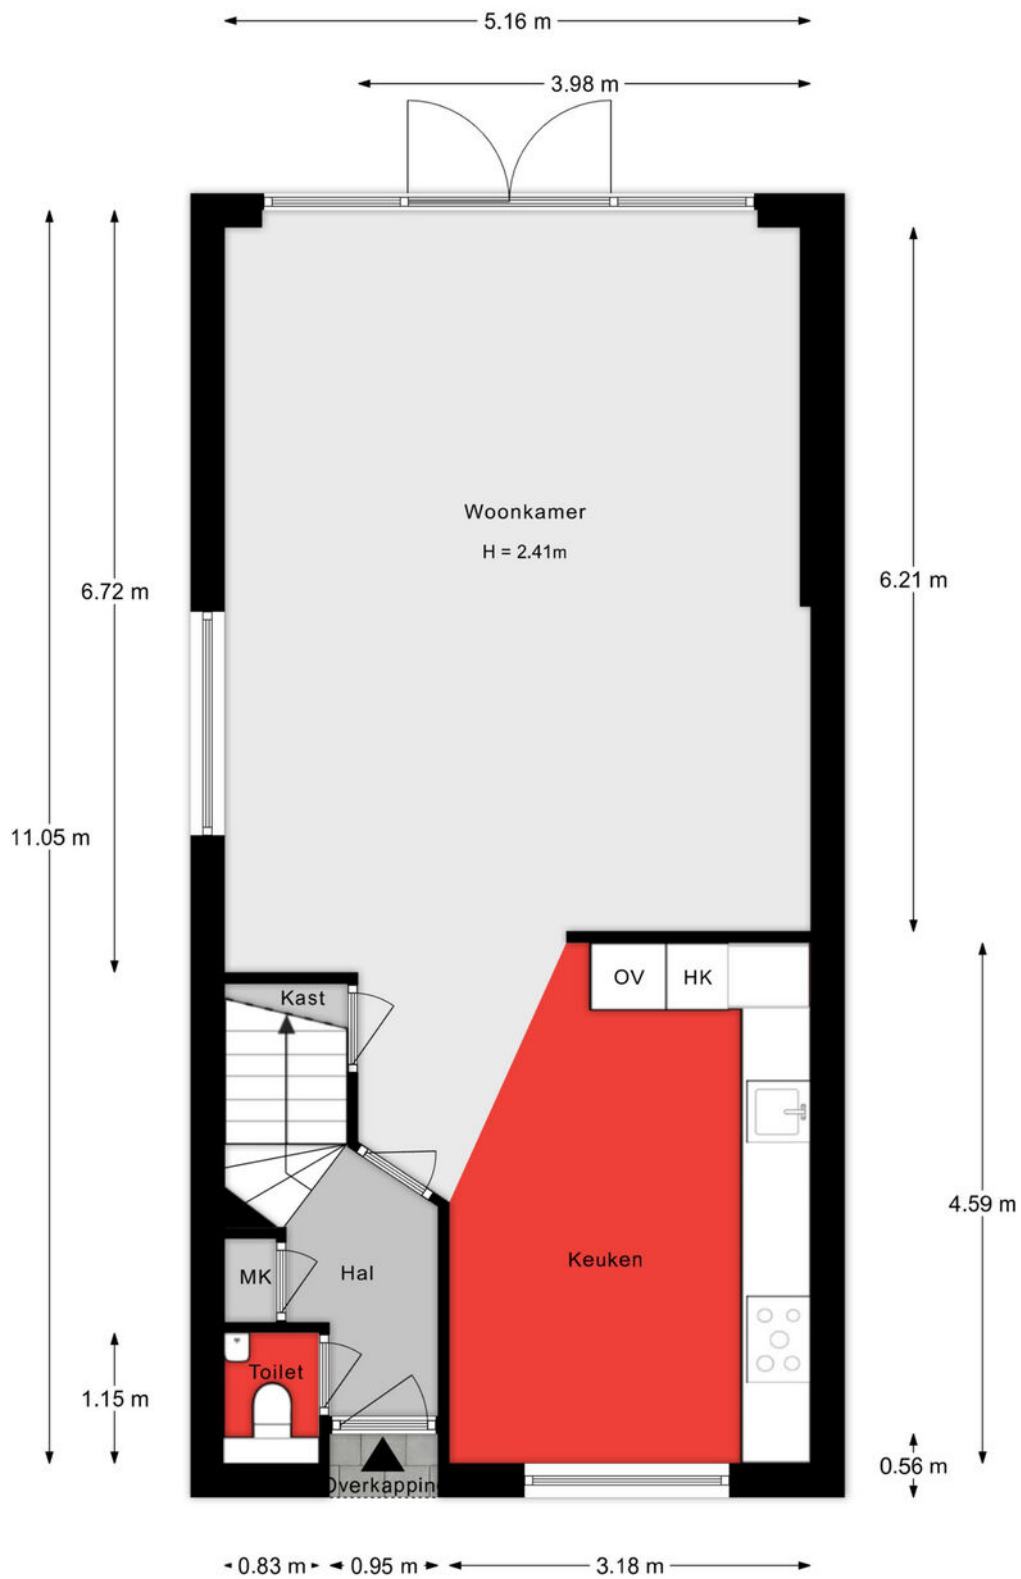 5.16 m
3.98 m
Woonkamer
H = 2.41m
6.72 m
6.21 m
11.05 m
OV
HK
Kast
4.59 m
Keuken
MK
Hal
Toilet
1.15 m
0.56 m
Overkapping
0.83 m
0.95 m
3.18 m